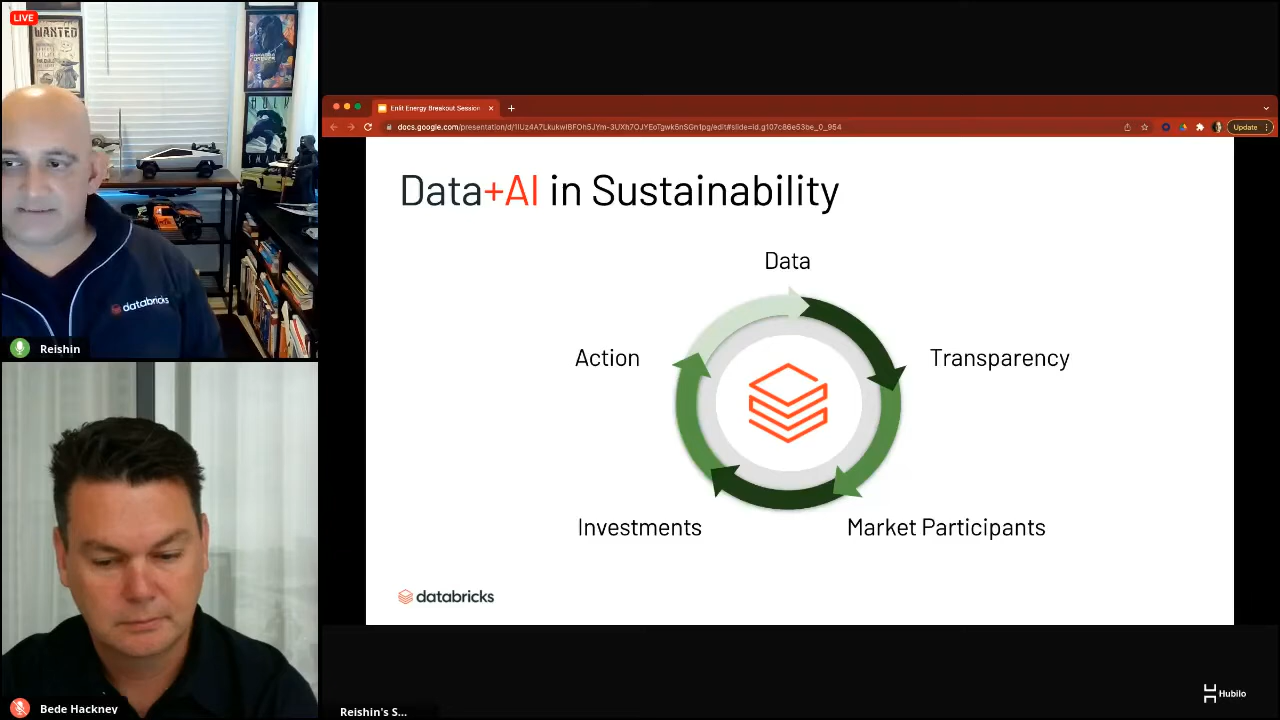 LIVE
WANTED
databricks
Reishin
Bede Hackney
Enlit Energy Breakout Session
Update
Data+AI in Sustainability
Data
Action
Transparency
Investments
Market Participants
databricks
Reishin's S...
Hubilo